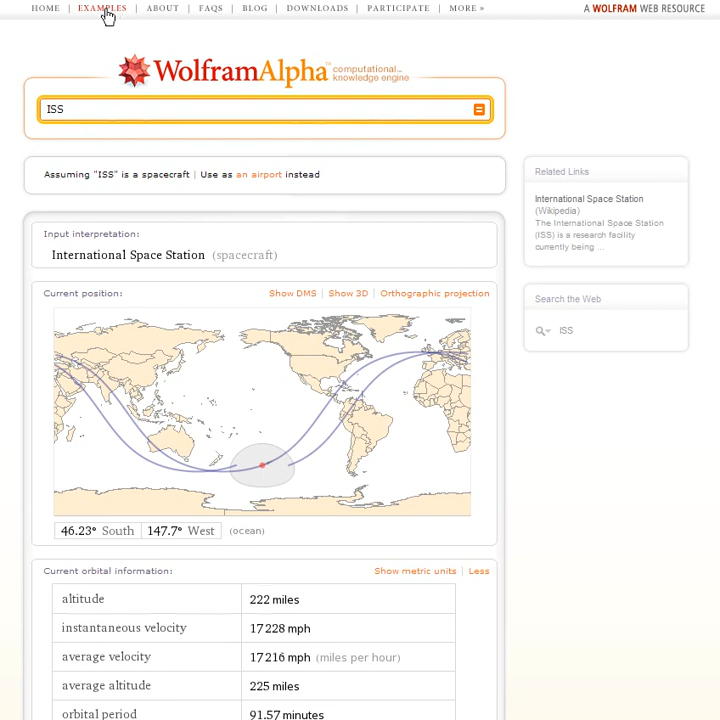 HOME | EXAMPLES | ABOUT | FAQS | BLOG | DOWNLOADS | PARTICIPATE | MORE »
A WOLFRAM WEB RESOURCE
WolframAlpha™ computational...
knowledge engine
ISS
Assuming "ISS" is a spacecraft | Use as an airport instead
Input interpretation:
International Space Station (spacecraft)
Current position:
Show DMS | Show 3D | Orthographic projection
46.23° South 147.7° West (ocean)
Current orbital information:
Show metric units | Less
altitude 222 miles
instantaneous velocity 17228 mph
average velocity 17216 mph (miles per hour)
average altitude 225 miles
orbital period 91.57 minutes
Related Links
International Space Station
(Wikipedia)
The International Space Station
(ISS) is a research facility
currently being ...
Search the Web
ISS